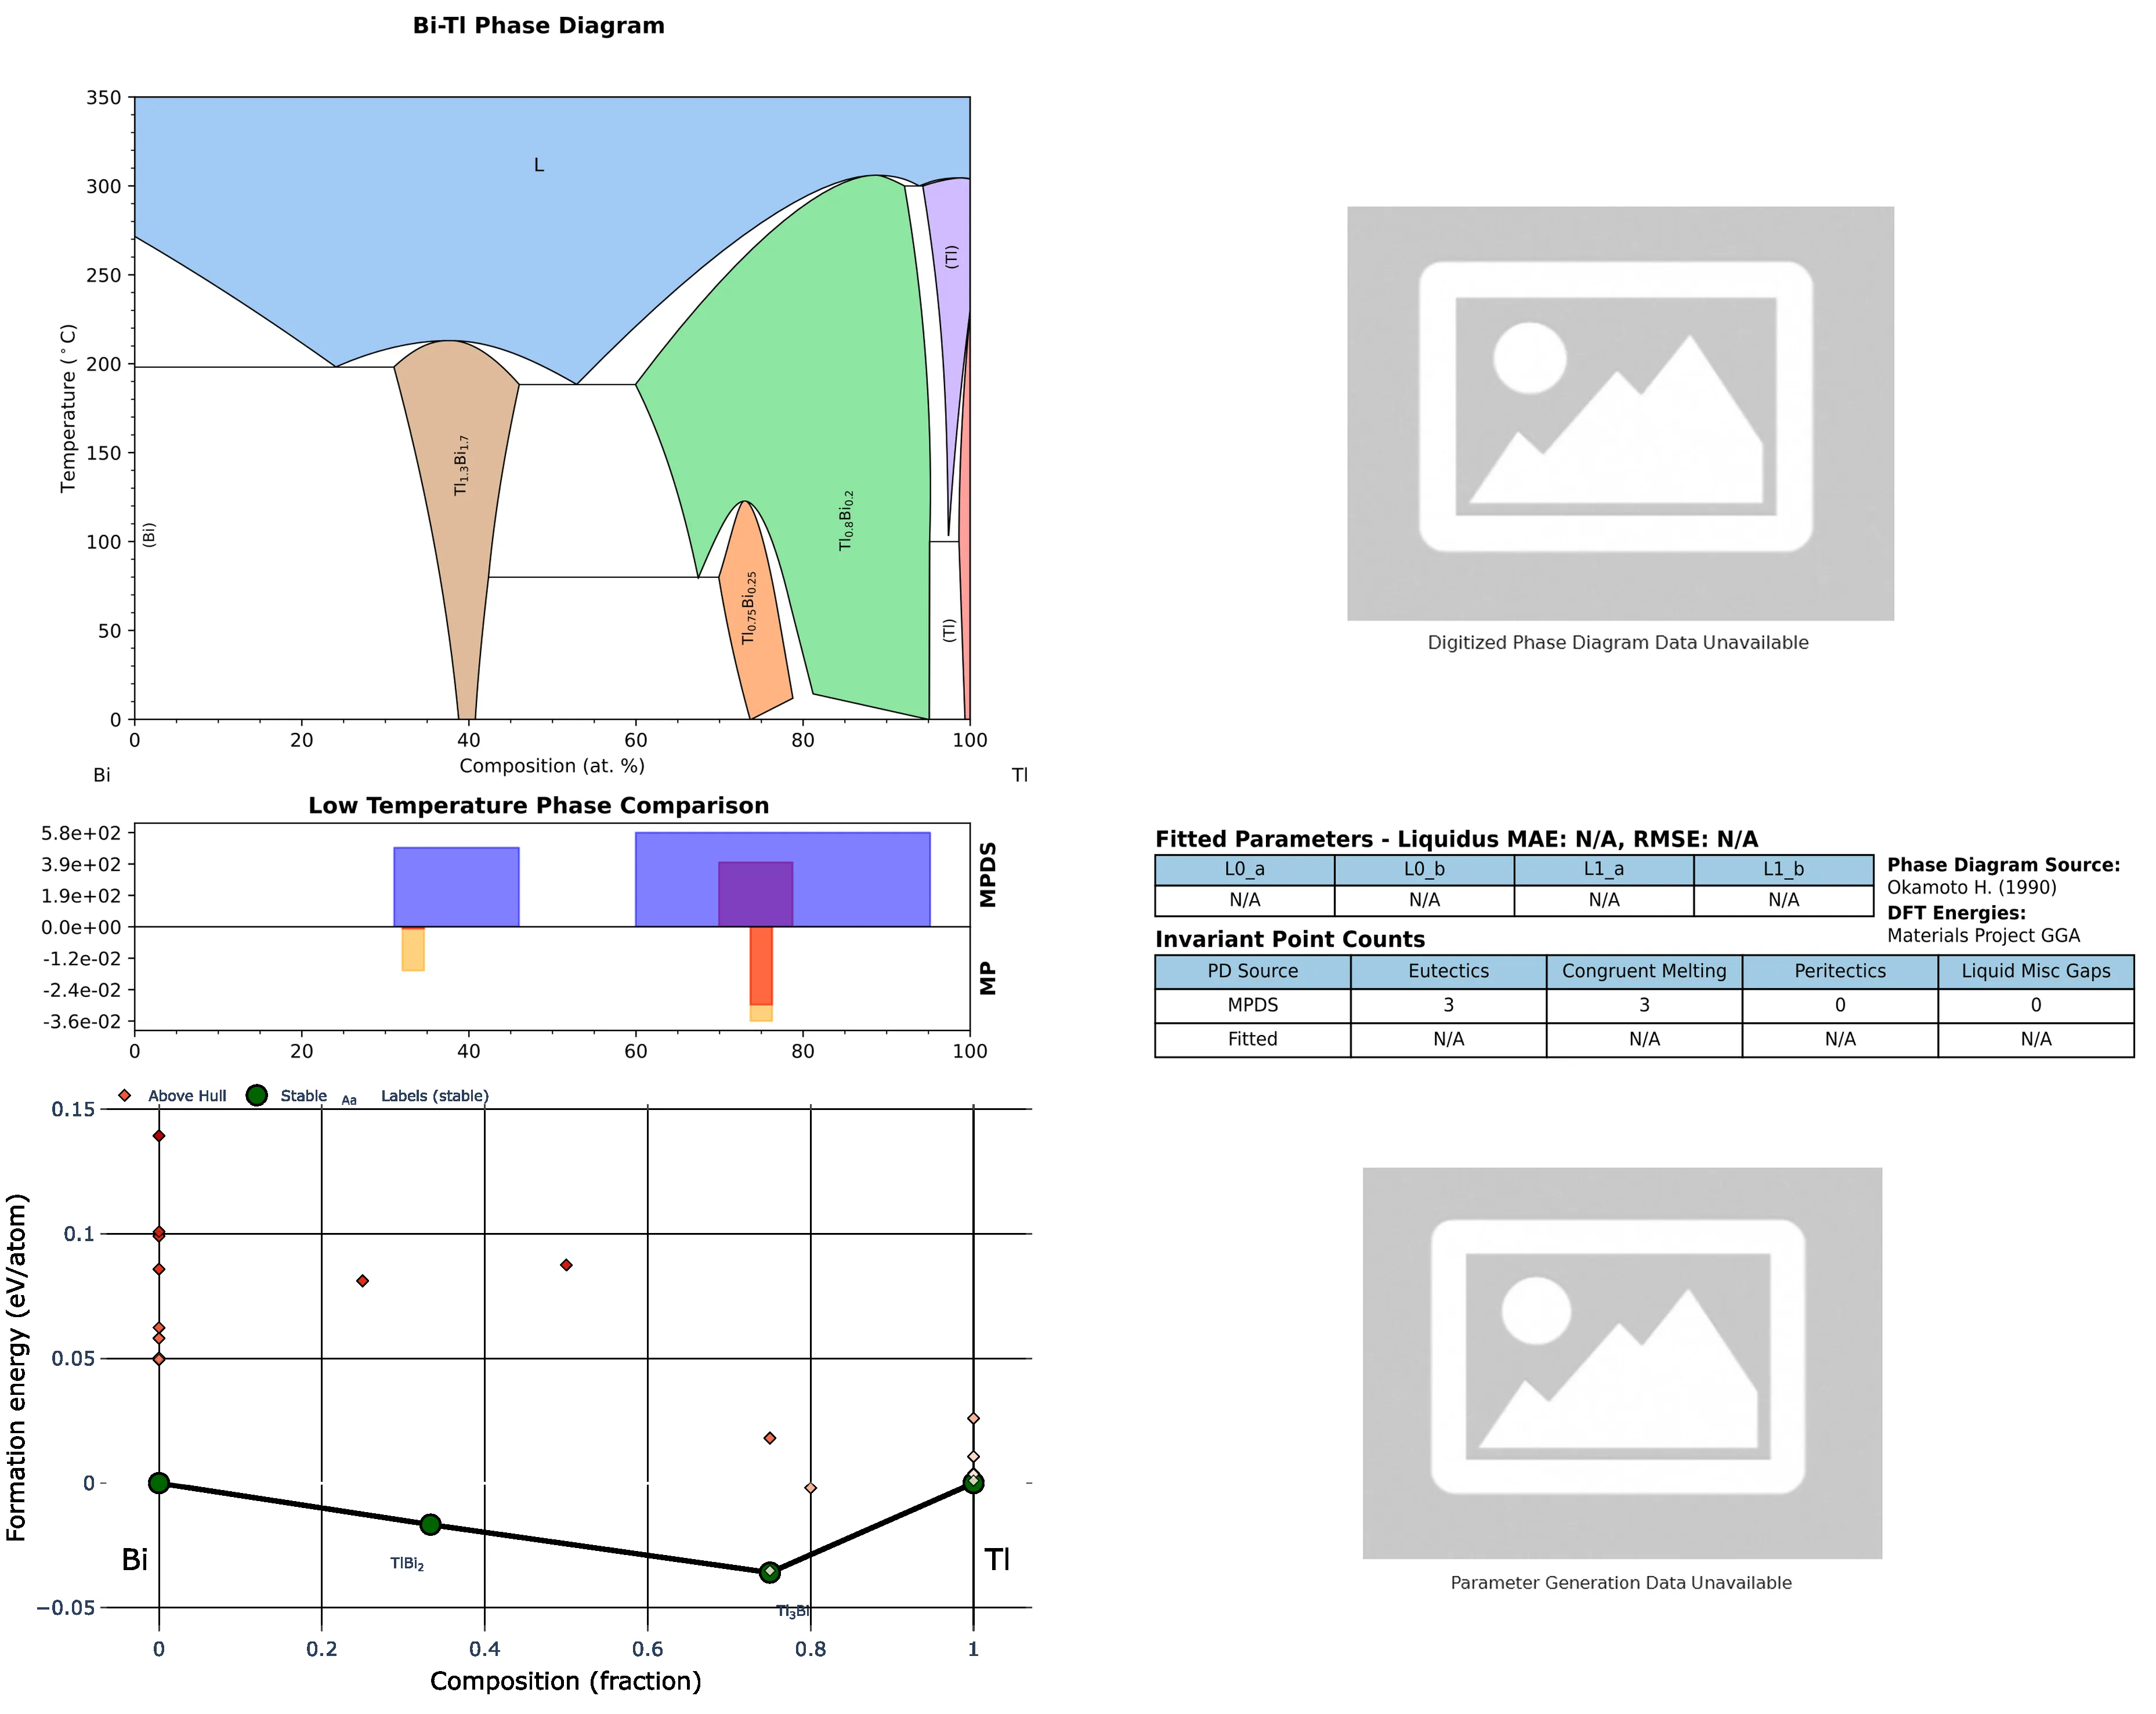 Bi-Tl Phase Diagram
350
300
250
200
150
100
50
0
Temperature (°C)
L
(Tl)
Tl1.3Bi1.7
(Bi)
Tl0.8Bi0.2
Tl0.75Bi0.25
(Tl)
0 20 40 60 80 100
Composition (at. %)
Bi Tl
Low Temperature Phase Comparison
5.8e+02
3.9e+02
1.9e+02
0.0e+00
-1.2e-02
-2.4e-02
-3.6e-02
MPDS
MP
0 20 40 60 80 100
Above Hull Stable Aa Labels (stable)
0.15
0.1
0.05
0
−0.05
Formation energy (eV/atom)
Bi Tl
TlBi2
Tl3Bi
0 0.2 0.4 0.6 0.8 1
Composition (fraction)
Digitized Phase Diagram Data Unavailable
Fitted Parameters - Liquidus MAE: N/A, RMSE: N/A
L0_a L0_b L1_a L1_b
N/A N/A N/A N/A
Phase Diagram Source:
Okamoto H. (1990)
DFT Energies:
Materials Project GGA
Invariant Point Counts
PD Source Eutectics Congruent Melting Peritectics Liquid Misc Gaps
MPDS 3 3 0 0
Fitted N/A N/A N/A N/A
Parameter Generation Data Unavailable